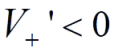 V₊ ' < 0